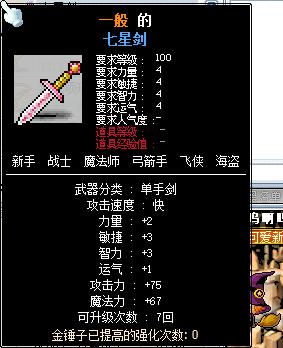 一般 的
七星剑
要求等级 : 100
要求力量 : 4
要求敏捷 : 4
要求智力 : 4
要求运气 : 4
要求人气度 : -
道具等级 : -
道具经验值 : -
新手 战士 魔法师 弓箭手 飞侠 海盗
武器分类 : 单手剑
攻击速度 : 快
力量 : +2
敏捷 : +3
智力 : +3
运气 : +1
攻击力 : +75
魔法力 : +67
可升级次数 : 7回
金锤子已提高的强化次数: 0
可爱新